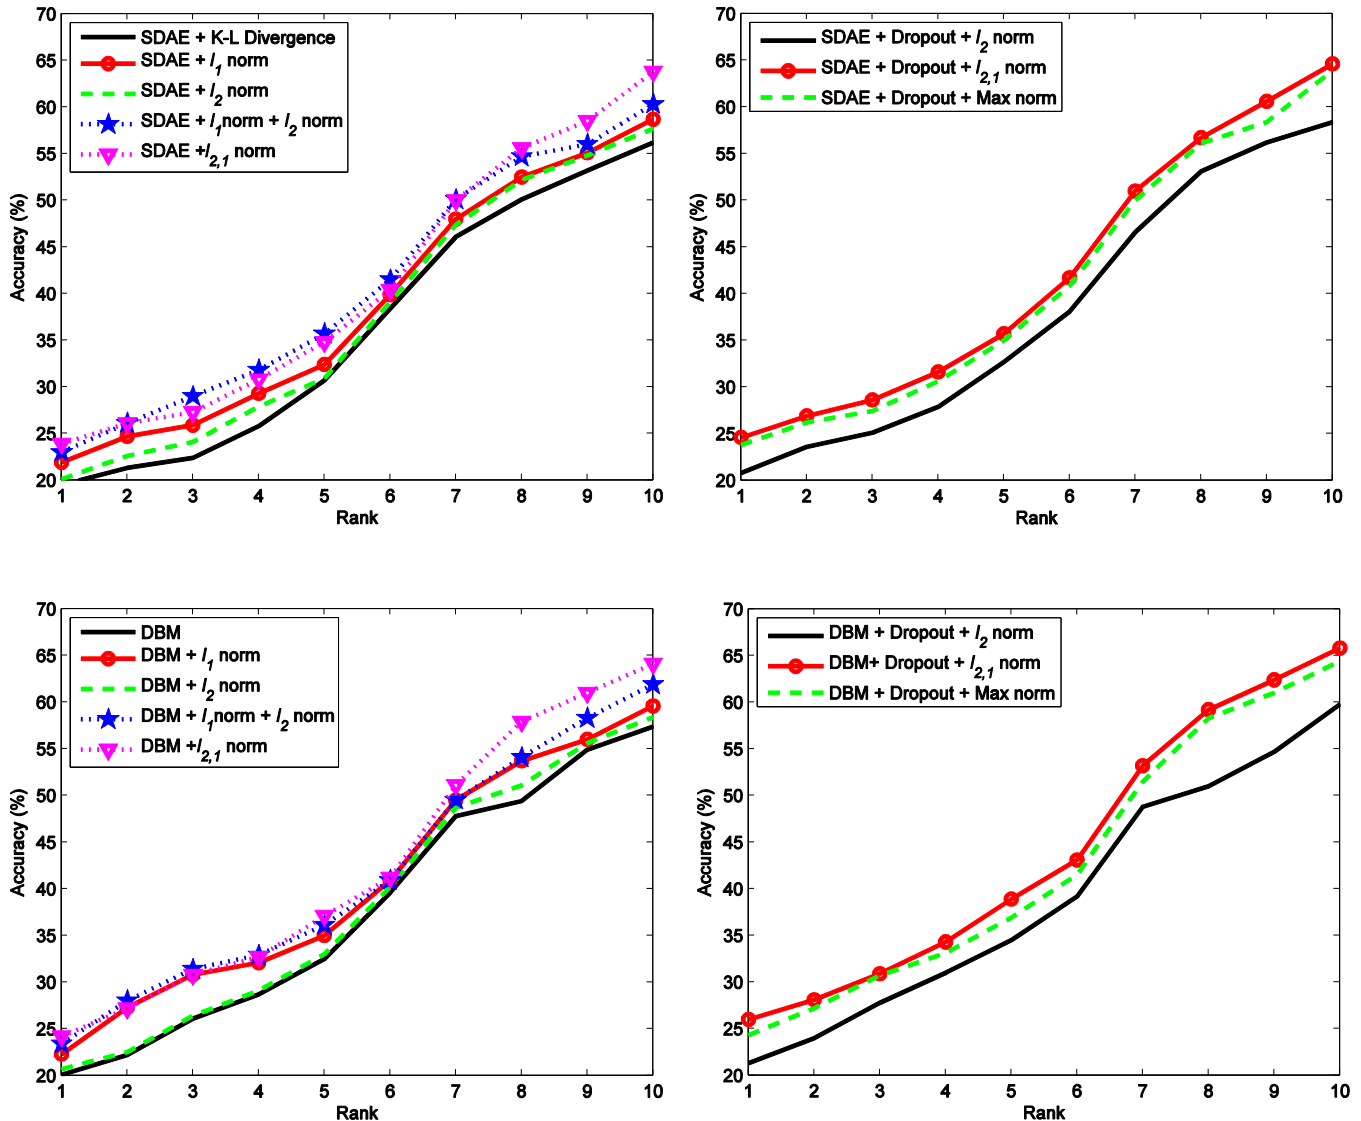 70
65
60
55
50
45
40
35
30
25
20
Accuracy (%)
SDAE + K-L Divergence
SDAE + l1 norm
SDAE + l2 norm
SDAE + l1norm + l2 norm
SDAE +l2,1 norm
1 2 3 4 5 6 7 8 9 10
Rank
70
65
60
55
50
45
40
35
30
25
20
Accuracy (%)
SDAE + Dropout + l2 norm
SDAE + Dropout + l2,1 norm
SDAE + Dropout + Max norm
1 2 3 4 5 6 7 8 9 10
Rank
70
65
60
55
50
45
40
35
30
25
20
Accuracy (%)
DBM
DBM + l1 norm
DBM + l2 norm
DBM + l1norm + l2 norm
DBM +l2,1 norm
1 2 3 4 5 6 7 8 9 10
Rank
70
65
60
55
50
45
40
35
30
25
20
Accuracy (%)
DBM + Dropout + l2 norm
DBM+ Dropout + l2,1 norm
DBM + Dropout + Max norm
1 2 3 4 5 6 7 8 9 10
Rank